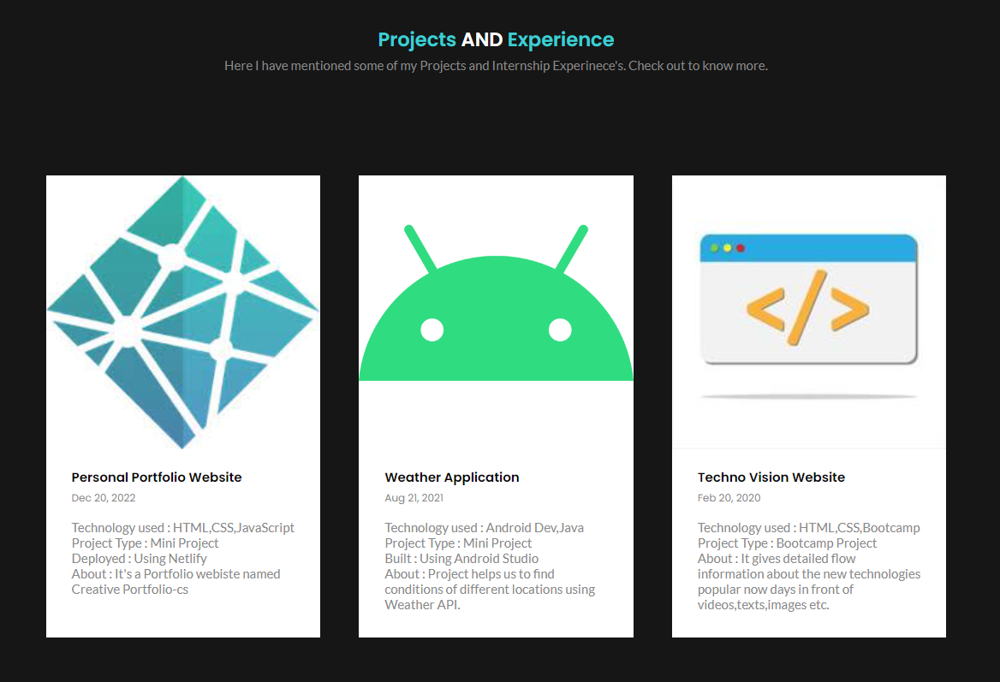 Projects AND Experience
Here I have mentioned some of my Projects and Internship Experinece's. Check out to know more.
</>
Personal Portfolio Website
Dec 20, 2022
Technology used : HTML,CSS,JavaScript
Project Type : Mini Project
Deployed : Using Netlify
About : It's a Portfolio webiste named
Creative Portfolio-cs
Weather Application
Aug 21, 2021
Technology used : Android Dev,Java
Project Type : Mini Project
Built : Using Android Studio
About : Project helps us to find
conditions of different locations using
Weather API.
Techno Vision Website
Feb 20, 2020
Technology used : HTML,CSS,Bootcamp
Project Type : Bootcamp Project
About : It gives detailed flow
information about the new technologies
popular now days in front of
videos,texts,images etc.